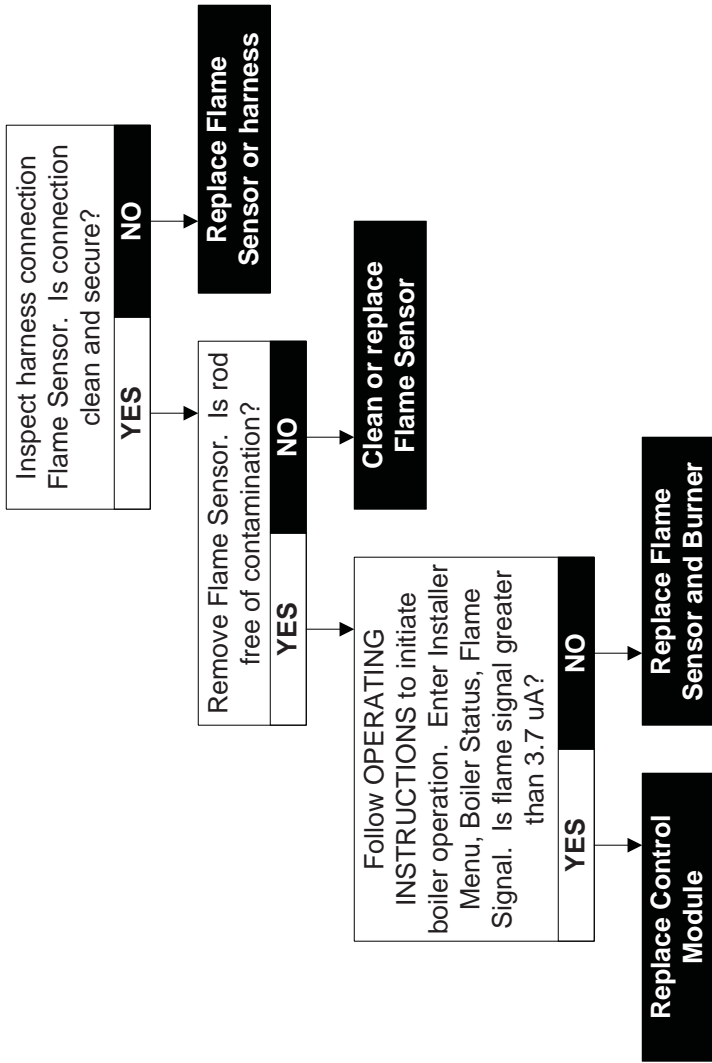 Inspect harness connection
Flame Sensor.  Is connection
clean and secure?
YES
NO
Replace Flame
Sensor or harness
Remove Flame Sensor.  Is rod
free of contamination?
YES
NO
Clean or replace
Flame Sensor
Follow OPERATING
INSTRUCTIONS to initiate
boiler operation.  Enter Installer
Menu, Boiler Status, Flame
Signal.  Is flame signal greater
than 3.7 uA?
YES
NO
Replace Control
Module
Replace Flame
Sensor and Burner